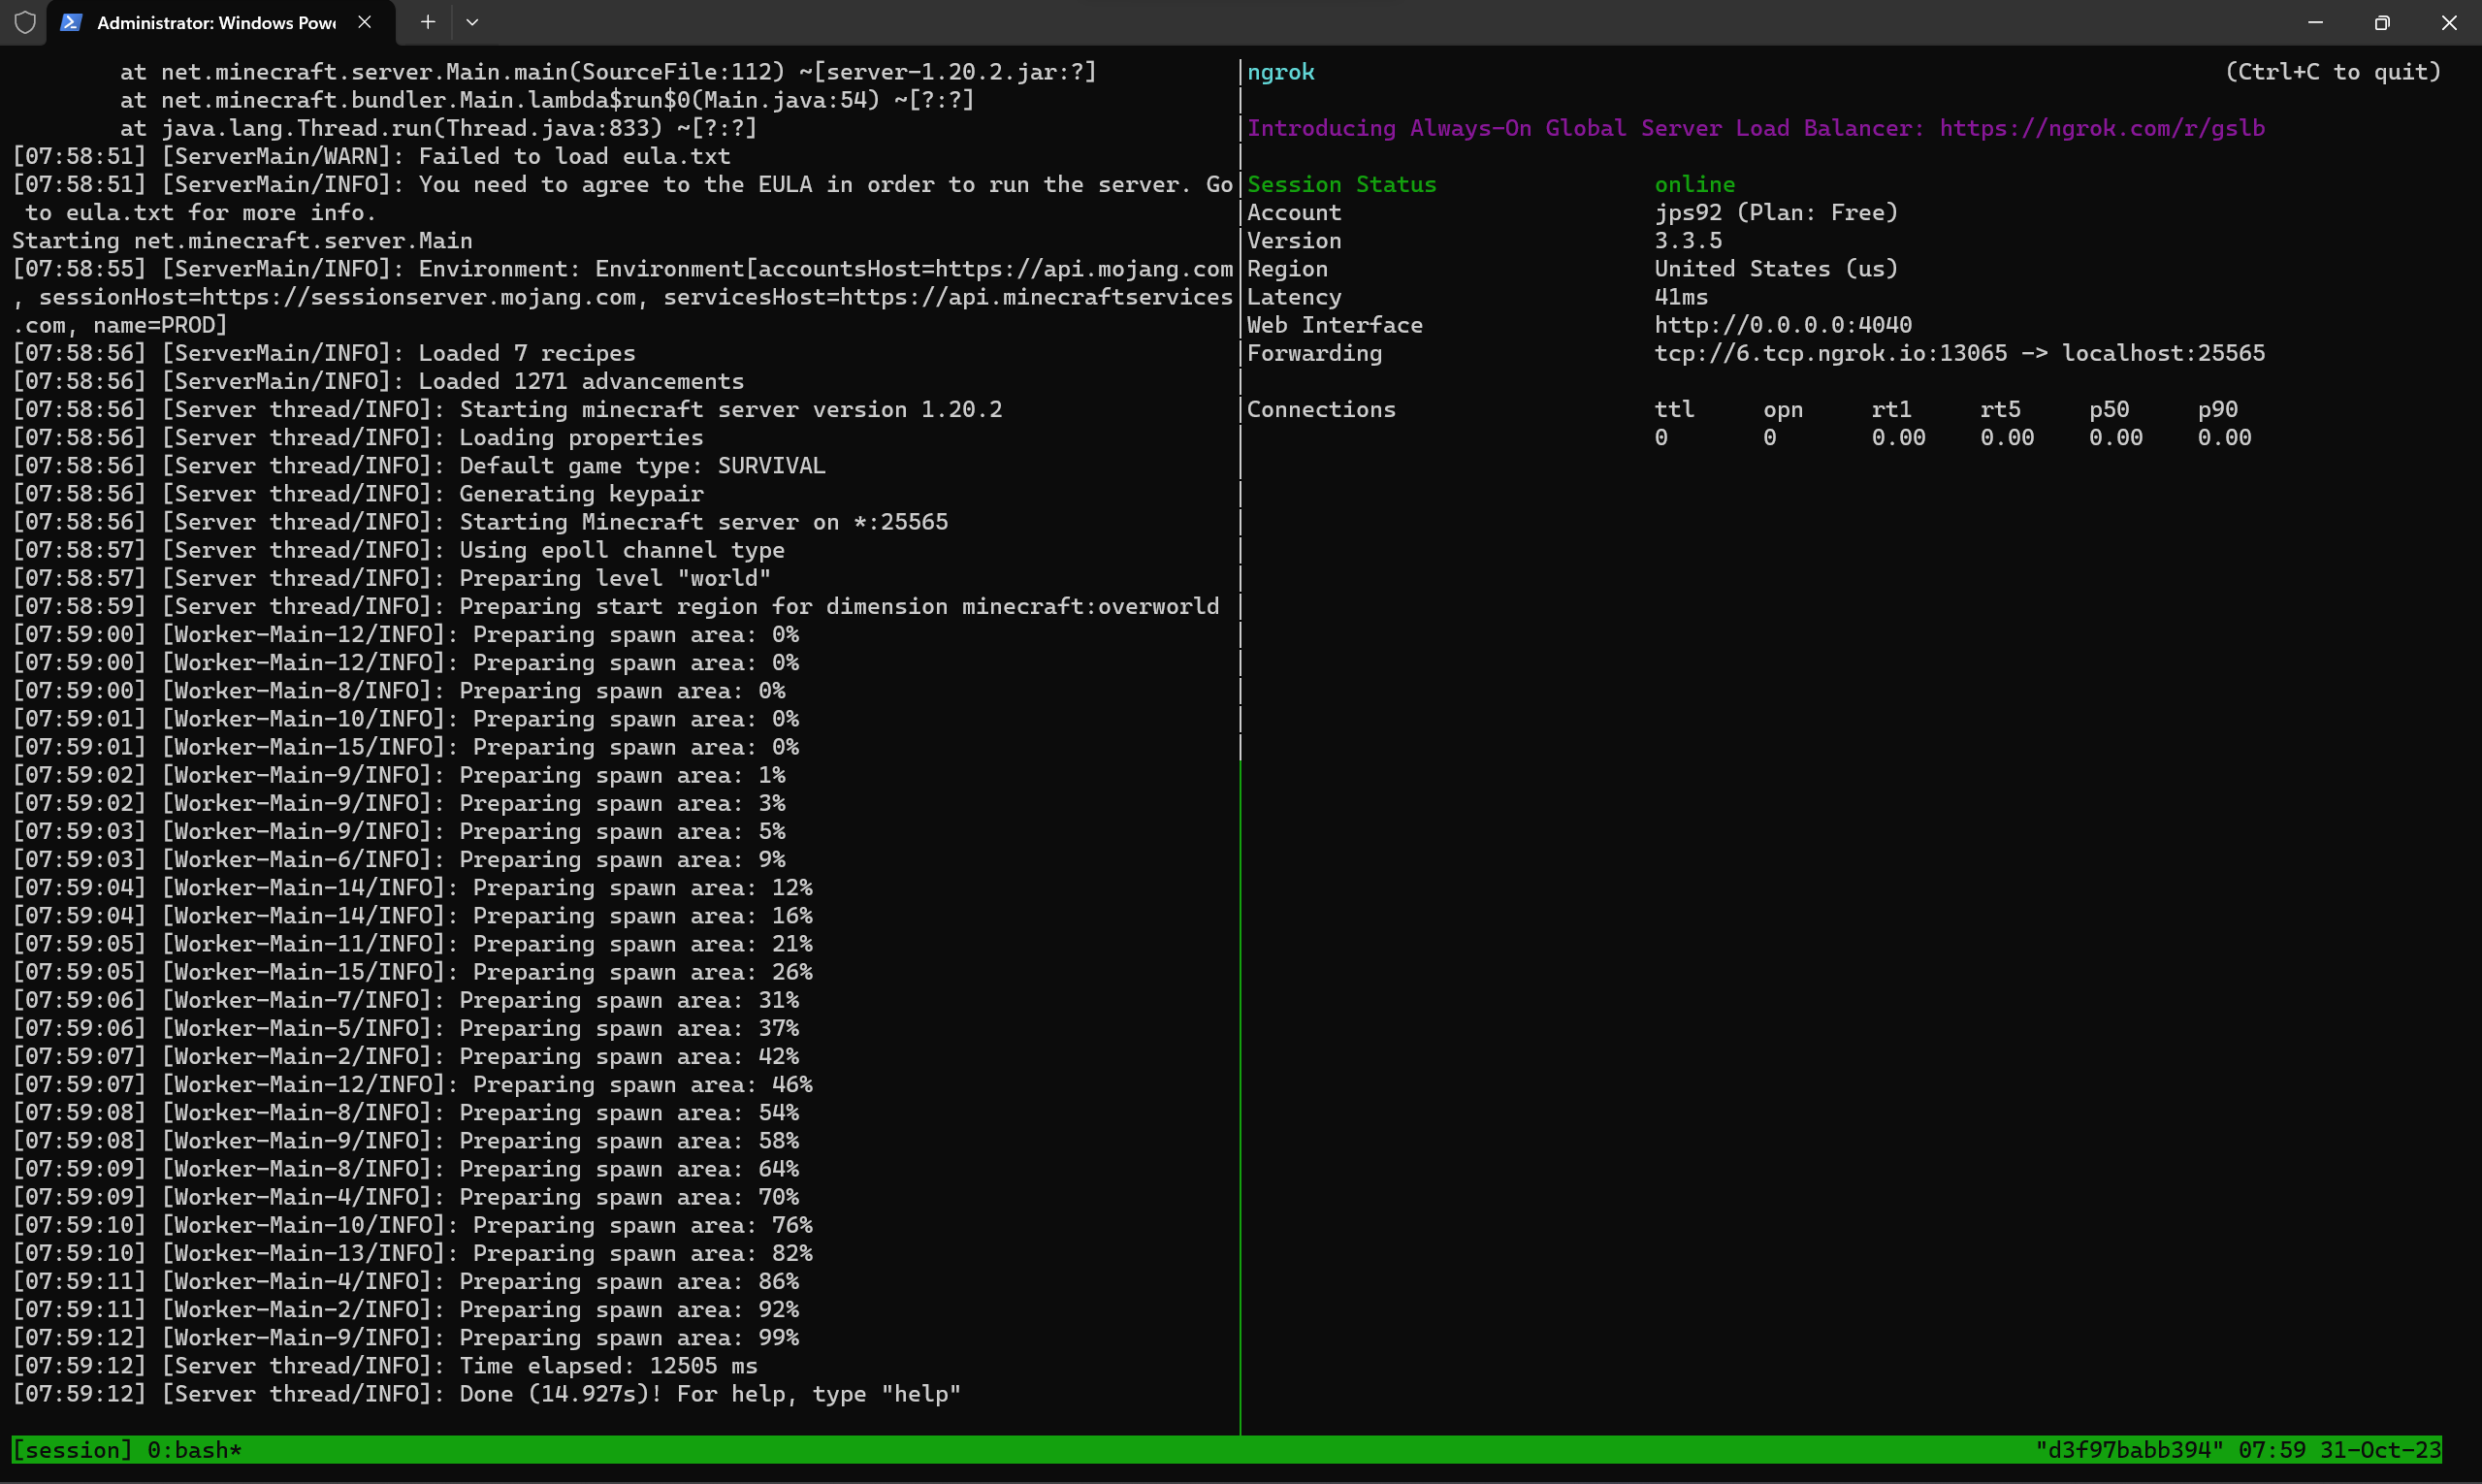 Administrator: Windows Powe
at net.minecraft.server.Main.main(SourceFile:112) ~[server-1.20.2.jar:?]
at net.minecraft.bundler.Main.lambda$run$0(Main.java:54) ~[?:?]
at java.lang.Thread.run(Thread.java:833) ~[?:?]
[07:58:51] [ServerMain/WARN]: Failed to load eula.txt
[07:58:51] [ServerMain/INFO]: You need to agree to the EULA in order to run the server. Go
to eula.txt for more info.
Starting net.minecraft.server.Main
[07:58:55] [ServerMain/INFO]: Environment: Environment[accountsHost=https://api.mojang.com
, sessionHost=https://sessionserver.mojang.com, servicesHost=https://api.minecraftservices
.com, name=PROD]
[07:58:56] [ServerMain/INFO]: Loaded 7 recipes
[07:58:56] [ServerMain/INFO]: Loaded 1271 advancements
[07:58:56] [Server thread/INFO]: Starting minecraft server version 1.20.2
[07:58:56] [Server thread/INFO]: Loading properties
[07:58:56] [Server thread/INFO]: Default game type: SURVIVAL
[07:58:56] [Server thread/INFO]: Generating keypair
[07:58:56] [Server thread/INFO]: Starting Minecraft server on *:25565
[07:58:57] [Server thread/INFO]: Using epoll channel type
[07:58:57] [Server thread/INFO]: Preparing level "world"
[07:58:59] [Server thread/INFO]: Preparing start region for dimension minecraft:overworld
[07:59:00] [Worker-Main-12/INFO]: Preparing spawn area: 0%
[07:59:00] [Worker-Main-12/INFO]: Preparing spawn area: 0%
[07:59:00] [Worker-Main-8/INFO]: Preparing spawn area: 0%
[07:59:01] [Worker-Main-10/INFO]: Preparing spawn area: 0%
[07:59:01] [Worker-Main-15/INFO]: Preparing spawn area: 0%
[07:59:02] [Worker-Main-9/INFO]: Preparing spawn area: 1%
[07:59:02] [Worker-Main-9/INFO]: Preparing spawn area: 3%
[07:59:03] [Worker-Main-9/INFO]: Preparing spawn area: 5%
[07:59:03] [Worker-Main-6/INFO]: Preparing spawn area: 9%
[07:59:04] [Worker-Main-14/INFO]: Preparing spawn area: 12%
[07:59:04] [Worker-Main-14/INFO]: Preparing spawn area: 16%
[07:59:05] [Worker-Main-11/INFO]: Preparing spawn area: 21%
[07:59:05] [Worker-Main-15/INFO]: Preparing spawn area: 26%
[07:59:06] [Worker-Main-7/INFO]: Preparing spawn area: 31%
[07:59:06] [Worker-Main-5/INFO]: Preparing spawn area: 37%
[07:59:07] [Worker-Main-2/INFO]: Preparing spawn area: 42%
[07:59:07] [Worker-Main-12/INFO]: Preparing spawn area: 46%
[07:59:08] [Worker-Main-8/INFO]: Preparing spawn area: 54%
[07:59:08] [Worker-Main-9/INFO]: Preparing spawn area: 58%
[07:59:09] [Worker-Main-8/INFO]: Preparing spawn area: 64%
[07:59:09] [Worker-Main-4/INFO]: Preparing spawn area: 70%
[07:59:10] [Worker-Main-10/INFO]: Preparing spawn area: 76%
[07:59:10] [Worker-Main-13/INFO]: Preparing spawn area: 82%
[07:59:11] [Worker-Main-4/INFO]: Preparing spawn area: 86%
[07:59:11] [Worker-Main-2/INFO]: Preparing spawn area: 92%
[07:59:12] [Worker-Main-9/INFO]: Preparing spawn area: 99%
[07:59:12] [Server thread/INFO]: Time elapsed: 12505 ms
[07:59:12] [Server thread/INFO]: Done (14.927s)! For help, type "help"
ngrok (Ctrl+C to quit)
Introducing Always-On Global Server Load Balancer: https://ngrok.com/r/gslb
Session Status online
Account jps92 (Plan: Free)
Version 3.3.5
Region United States (us)
Latency 41ms
Web Interface http://0.0.0.0:4040
Forwarding tcp://6.tcp.ngrok.io:13065 -> localhost:25565
Connections ttl opn rt1 rt5 p50 p90
0 0 0.00 0.00 0.00 0.00
[session] 0:bash* "d3f97babb394" 07:59 31-Oct-23